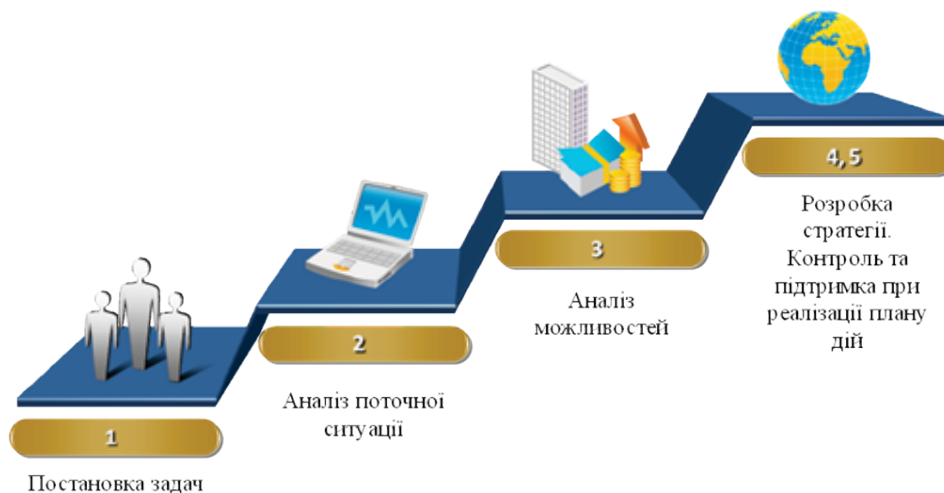 1
Постановка задач
2
Аналіз поточної
ситуації
3
Аналіз
можливостей
4, 5
Розробка
стратегії.
Контроль та
підтримка при
реалізації плану
дій